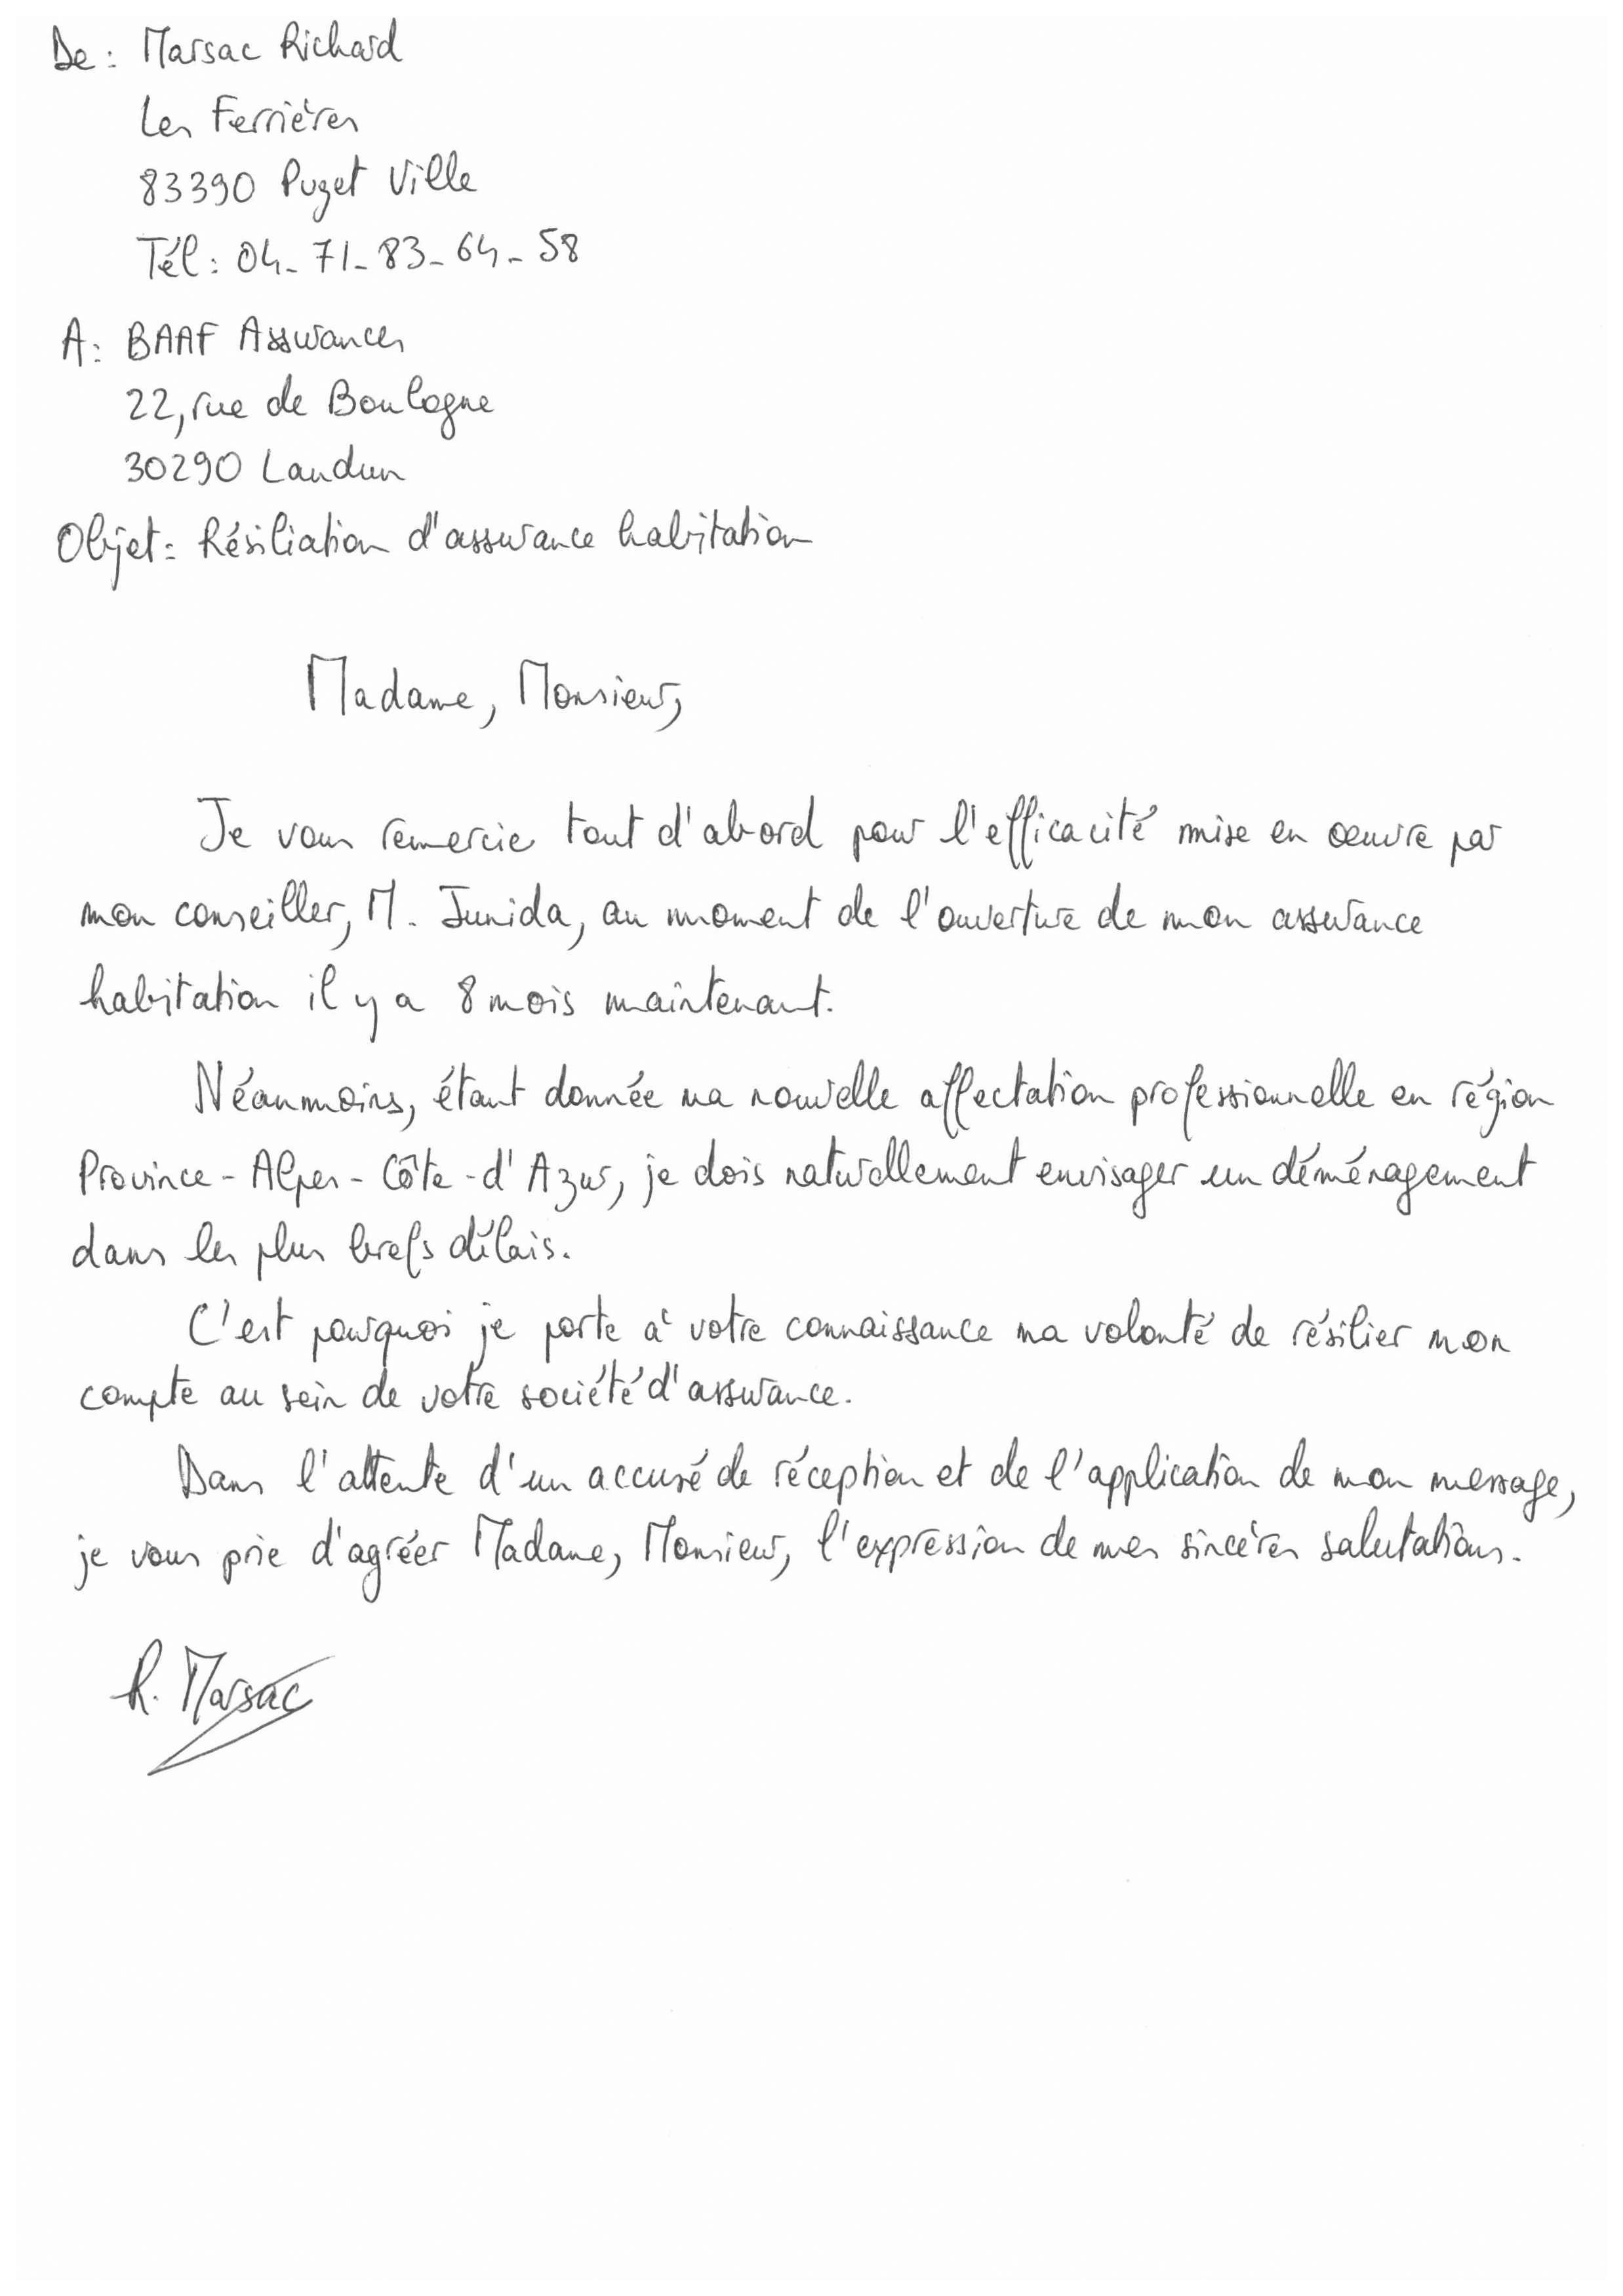 De : Marsac Richard
Les Ferrières
83390 Puget Ville
Tél : 04-71-83-64-58
A : BAAF Assurances
22, rue de Boulogne
30290 Laudun
Objet : Résiliation d'assurance habitation
Madame, Monsieur,
Je vous remercie tout d'abord pour l'efficacité mise en oeuvre par
mon conseiller, M. Junida, au moment de l'ouverture de mon assurance
habitation il y a 8 mois maintenant.
Néanmoins, étant donnée ma nouvelle affectation professionnelle en région
Province-Alpes-Côte-d'Azur, je dois naturellement envisager un déménagement
dans les plus brefs délais.
C'est pourquoi je porte à votre connaissance ma volonté de résilier mon
compte au sein de votre société d'assurance.
Dans l'attente d'un accusé de réception et de l'application de mon message,
je vous prie d'agréer Madame, Monsieur, l'expression de mes sincères salutations.
R. Marsac